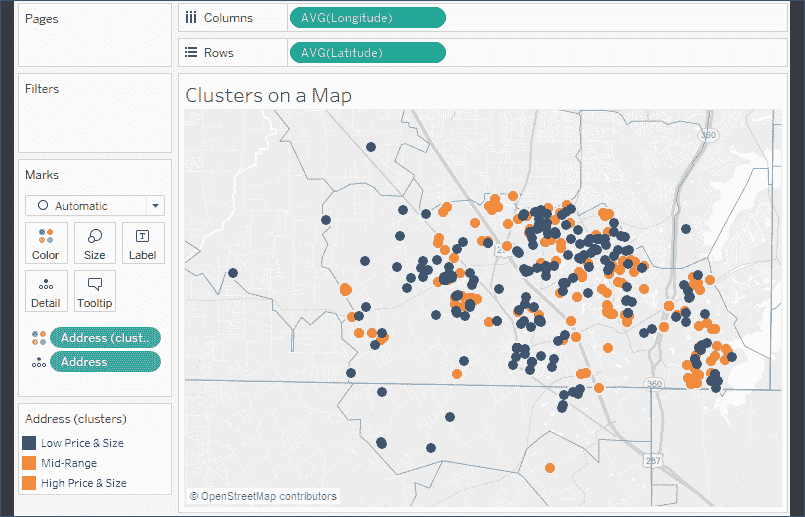 Pages
Columns
AVG(Longitude)
Rows
AVG(Latitude)
Filters
Clusters on a Map
Marks
Automatic
Color
Size
Label
Detail
Tooltip
Address (clust..
Address
Address (clusters)
Low Price & Size
Mid-Range
High Price & Size
360
360
287
© OpenStreetMap contributors